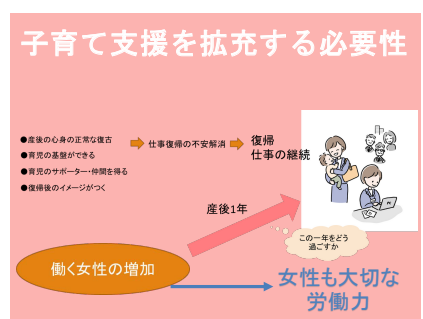 子育て支援を拡充する必要性
●産後の心身の正常な復古
●育児の基盤ができる
●育児のサポーター・仲間を得る
●復帰後のイメージがつく
仕事復帰の不安解消
復帰
仕事の継続
産後1年
この一年をどう
過ごすか
働く女性の増加
女性も大切な
労働力